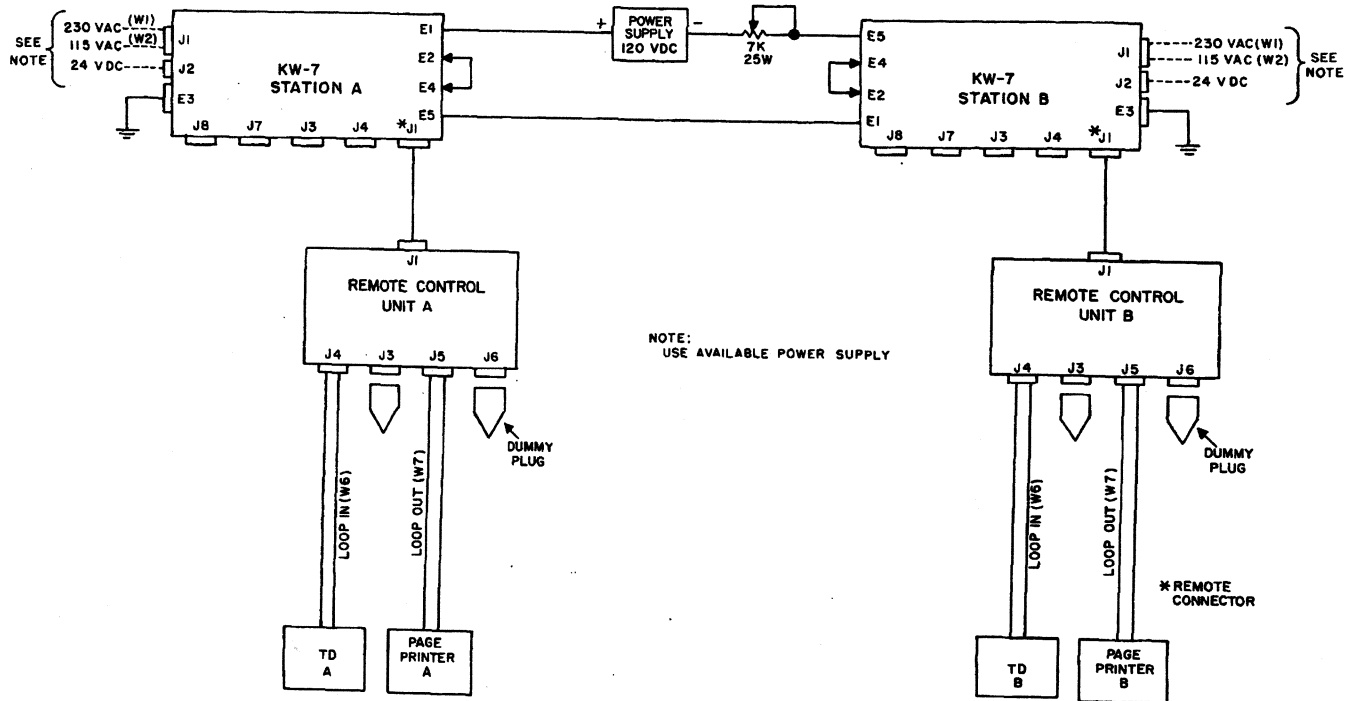 SEE
NOTE
230 VAC (W1)
115 VAC (W2)
24 VDC
J1
J2
E3
KW-7
STATION A
E1
E2
E4
E5
J8 J7 J3 J4 *J1
+ POWER
SUPPLY
120 VDC -
7K
25W
E5
E4
E2
E1
KW-7
STATION B
J1
J2
E3
230 VAC(W1)
115 VAC (W2)
24 VDC
SEE
NOTE
J8 J7 J3 J4 *J1
J1
REMOTE CONTROL
UNIT A
J4 J3 J5 J6
DUMMY
PLUG
LOOP IN (W6)
LOOP OUT (W7)
TD
A
PAGE
PRINTER
A
NOTE:
USE AVAILABLE POWER SUPPLY
J1
REMOTE CONTROL
UNIT B
J4 J3 J5 J6
DUMMY
PLUG
LOOP IN (W6)
LOOP OUT (W7)
* REMOTE
CONNECTOR
TD
B
PAGE
PRINTER
B